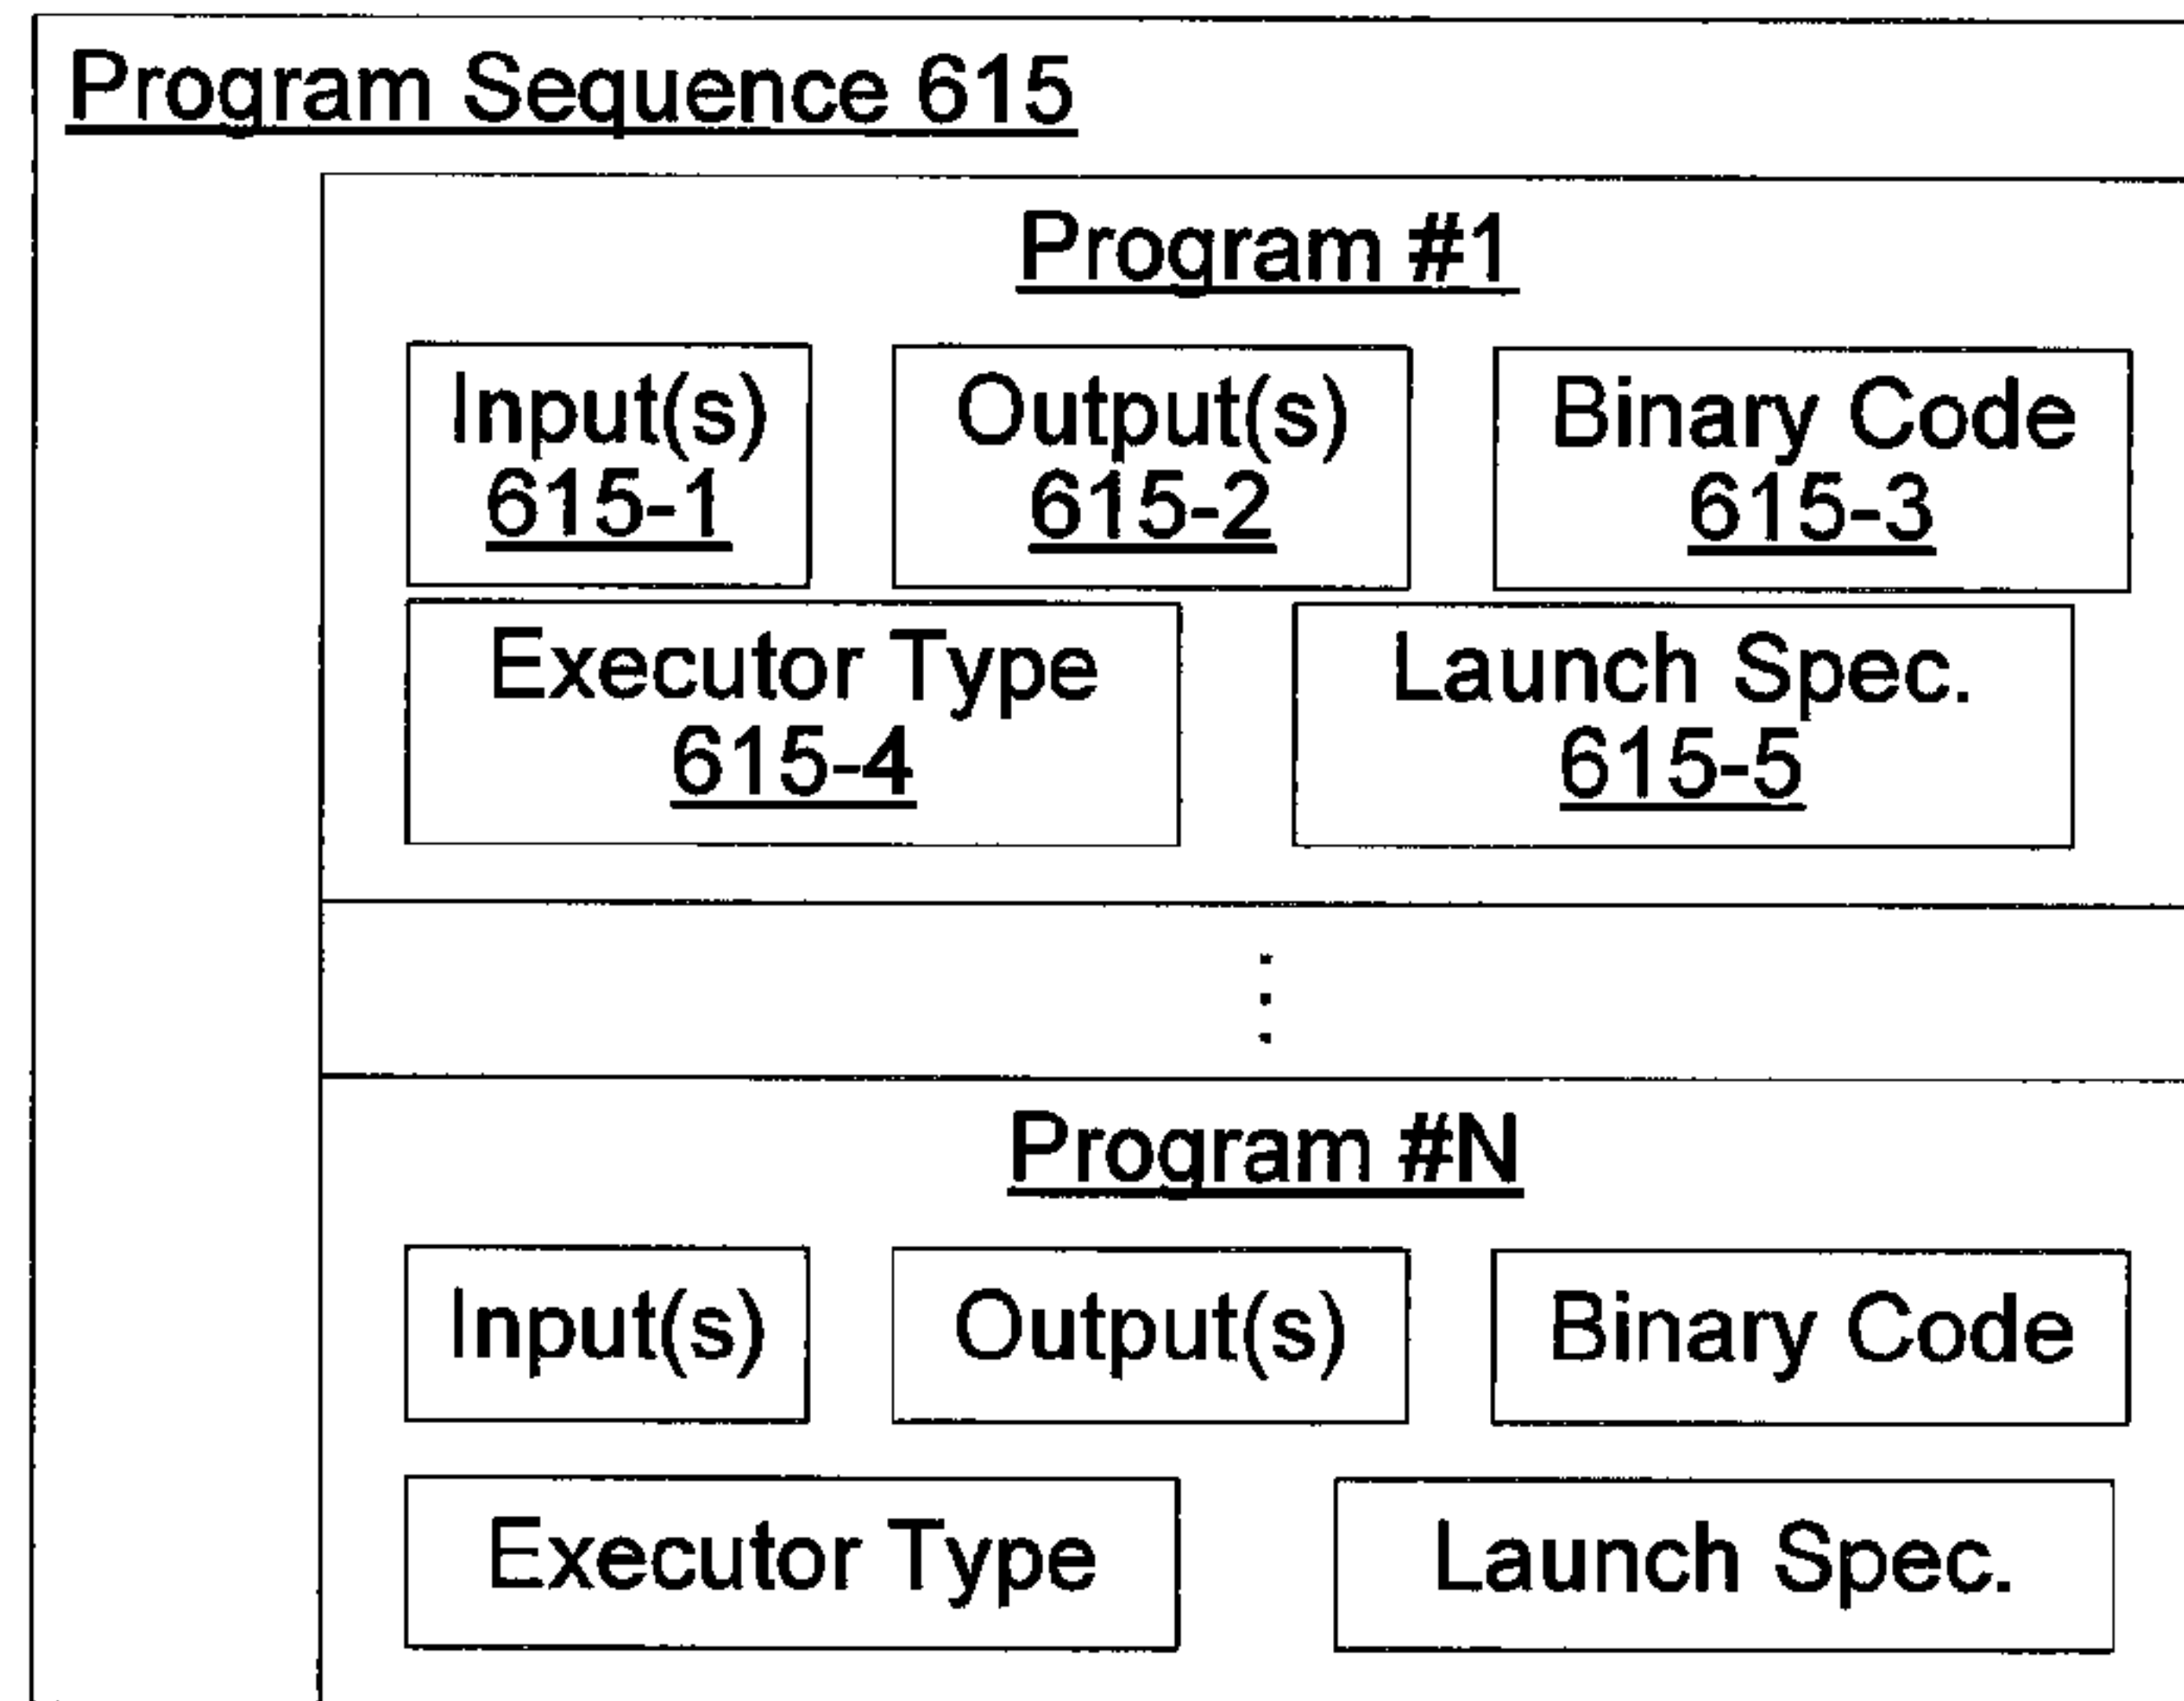 Program Sequence 615
Program #1
Input(s)
615-1
Output(s)
615-2
Binary Code
615-3
Executor Type
615-4
Launch Spec.
615-5
Program #N
Input(s)
Output(s)
Binary Code
Executor Type
Launch Spec.